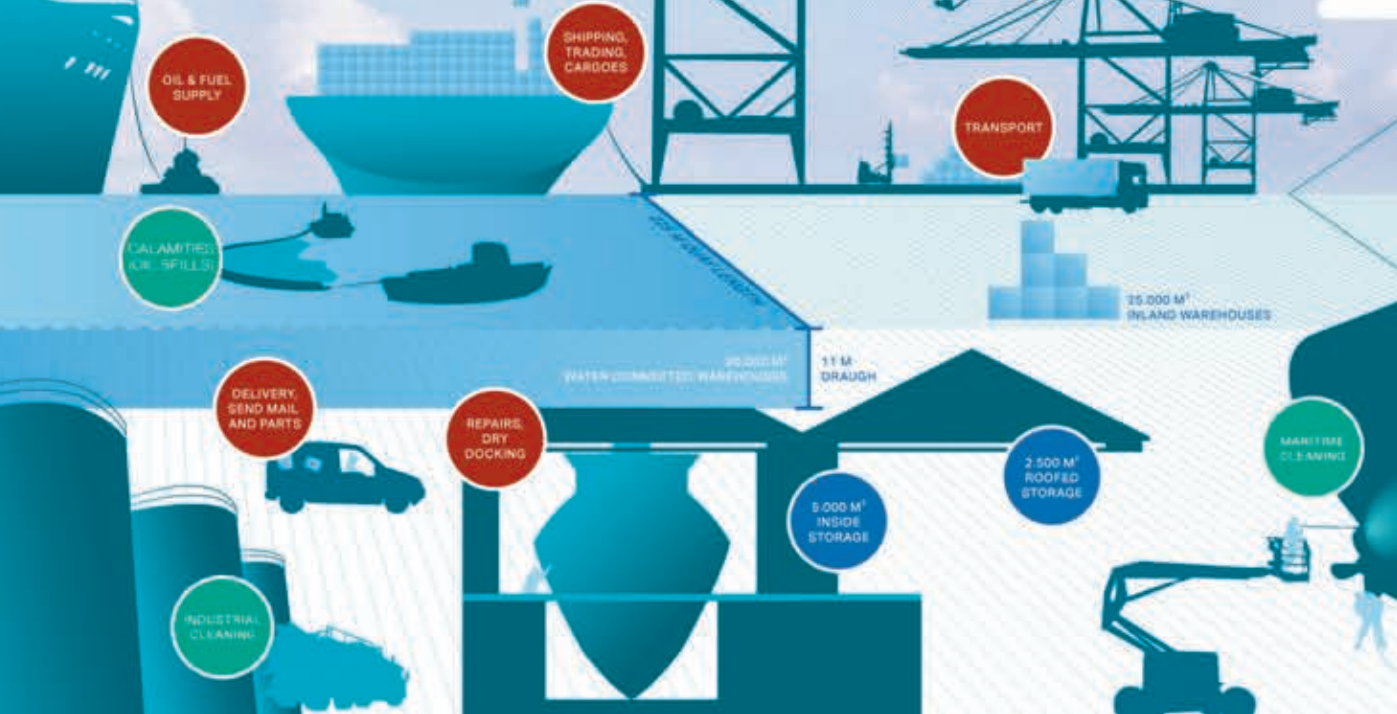 SHIPPING,
TRADING,
CARGOES
OIL & FUEL
SUPPLY
TRANSPORT
CALAMITIES
(OIL SPILLS)
M QUAY LENGTH
25.000 M²
INLAND WAREHOUSES
M²
WATER CONNECTED WAREHOUSES
11 M
DRAUGH
DELIVERY,
SEND MAIL
AND PARTS
REPAIRS,
DRY
DOCKING
MARITIME
CLEANING
2.500 M²
ROOFED
STORAGE
5.000 M²
INSIDE
STORAGE
INDUSTRIAL
CLEANING